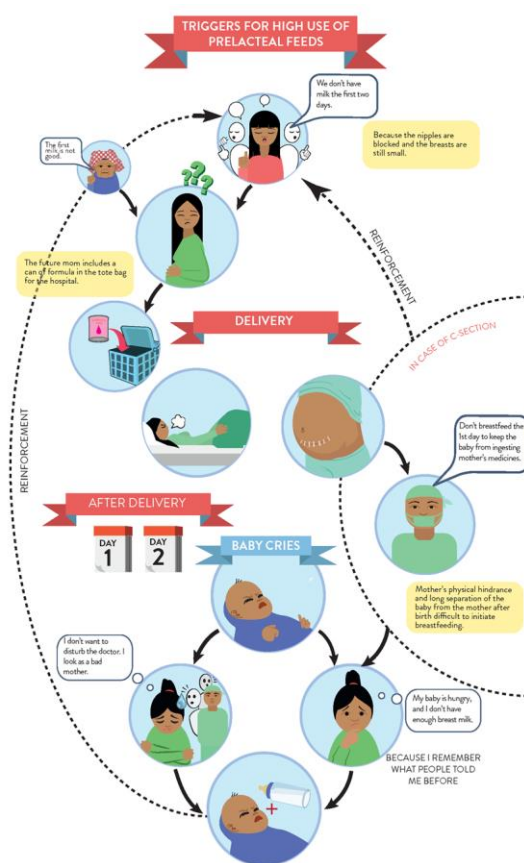 TRIGGERS FOR HIGH USE OF
PRELACTEAL FEEDS
We don't have
milk the first two
days.
The first
milk is not
good.
Because the nipples are
blocked and the breasts are
still small.
???
The future mom includes a
can of formula in the tote bag
for the hospital.
REINFORCEMENT
DELIVERY
IN CASE OF C-SECTION
Don't breastfeed the
1st day to keep the
baby from ingesting
mother's medicines.
REINFORCEMENT
AFTER DELIVERY
DAY
1
DAY
2
BABY CRIES
Mother's physical hindrance
and long separation of the
baby from the mother after
birth difficult to initiate
breastfeeding.
I don't want to
disturb the doctor. I
look as a bad
mother.
My baby is hungry,
and I don't have
enough breast milk.
BECAUSE I REMEMBER
WHAT PEOPLE TOLD
ME BEFORE
+